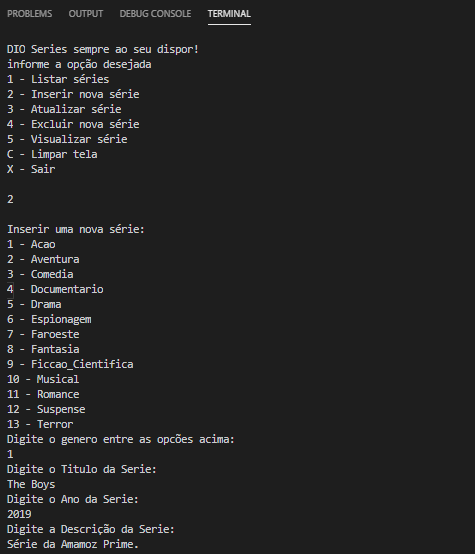 PROBLEMS OUTPUT DEBUG CONSOLE TERMINAL
DIO Series sempre ao seu dispor!
informe a opção desejada
1 - Listar séries
2 - Inserir nova série
3 - Atualizar série
4 - Excluir nova série
5 - Visualizar série
C - Limpar tela
X - Sair
2
Inserir uma nova série:
1 - Acao
2 - Aventura
3 - Comedia
4 - Documentario
5 - Drama
6 - Espionagem
7 - Faroeste
8 - Fantasia
9 - Ficcao_Cientifica
10 - Musical
11 - Romance
12 - Suspense
13 - Terror
Digite o genero entre as opcões acima:
1
Digite o Titulo da Serie:
The Boys
Digite o Ano da Serie:
2019
Digite a Descrição da Serie:
Série da Amamoz Prime.